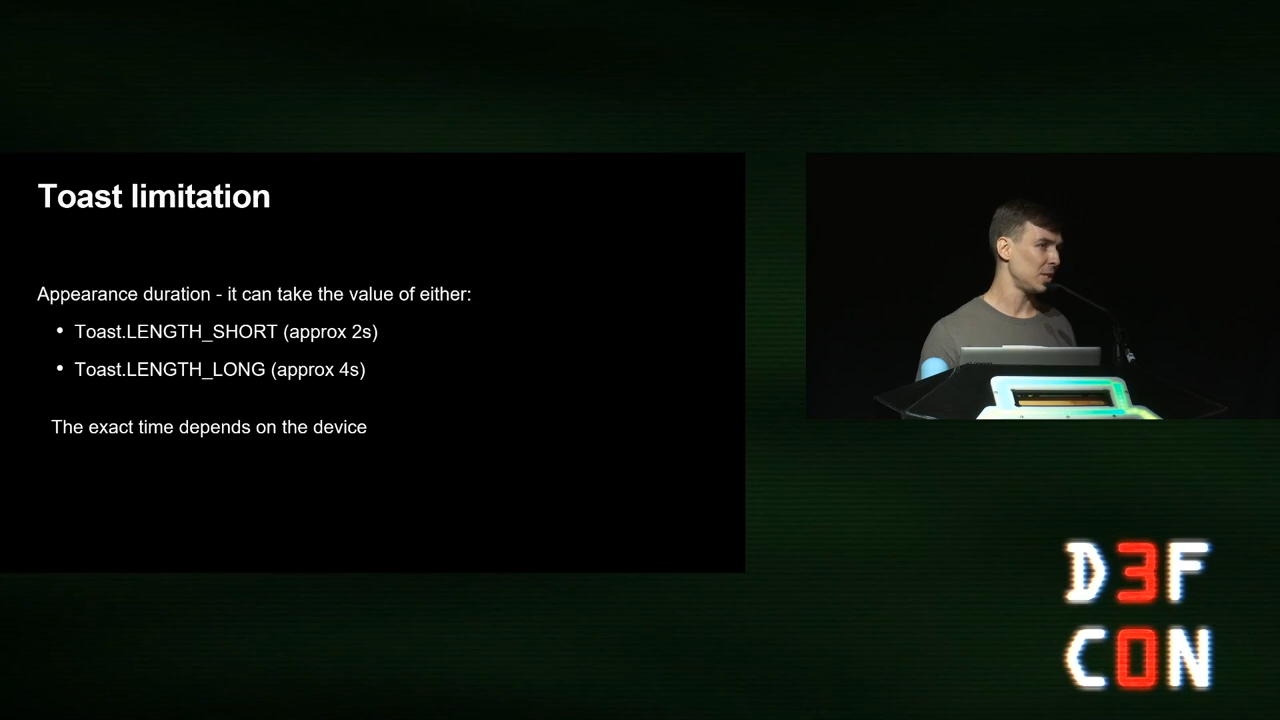 Toast limitation
Appearance duration - it can take the value of either:
• Toast.LENGTH_SHORT (approx 2s)
• Toast.LENGTH_LONG (approx 4s)
The exact time depends on the device
D3F
C0N